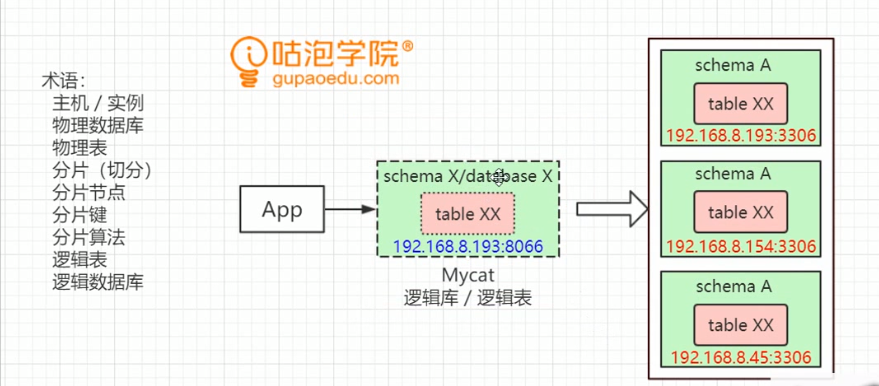 咕泡学院®
gupaoedu.com
术语：
主机 / 实例
物理数据库
物理表
分片（切分）
分片节点
分片键
分片算法
逻辑表
逻辑数据库
App
schema X/database X
table XX
192.168.8.193:8066
Mycat
逻辑库 / 逻辑表
schema A
table XX
192.168.8.193:3306
schema A
table XX
192.168.8.154:3306
schema A
table XX
192.168.8.45:3306